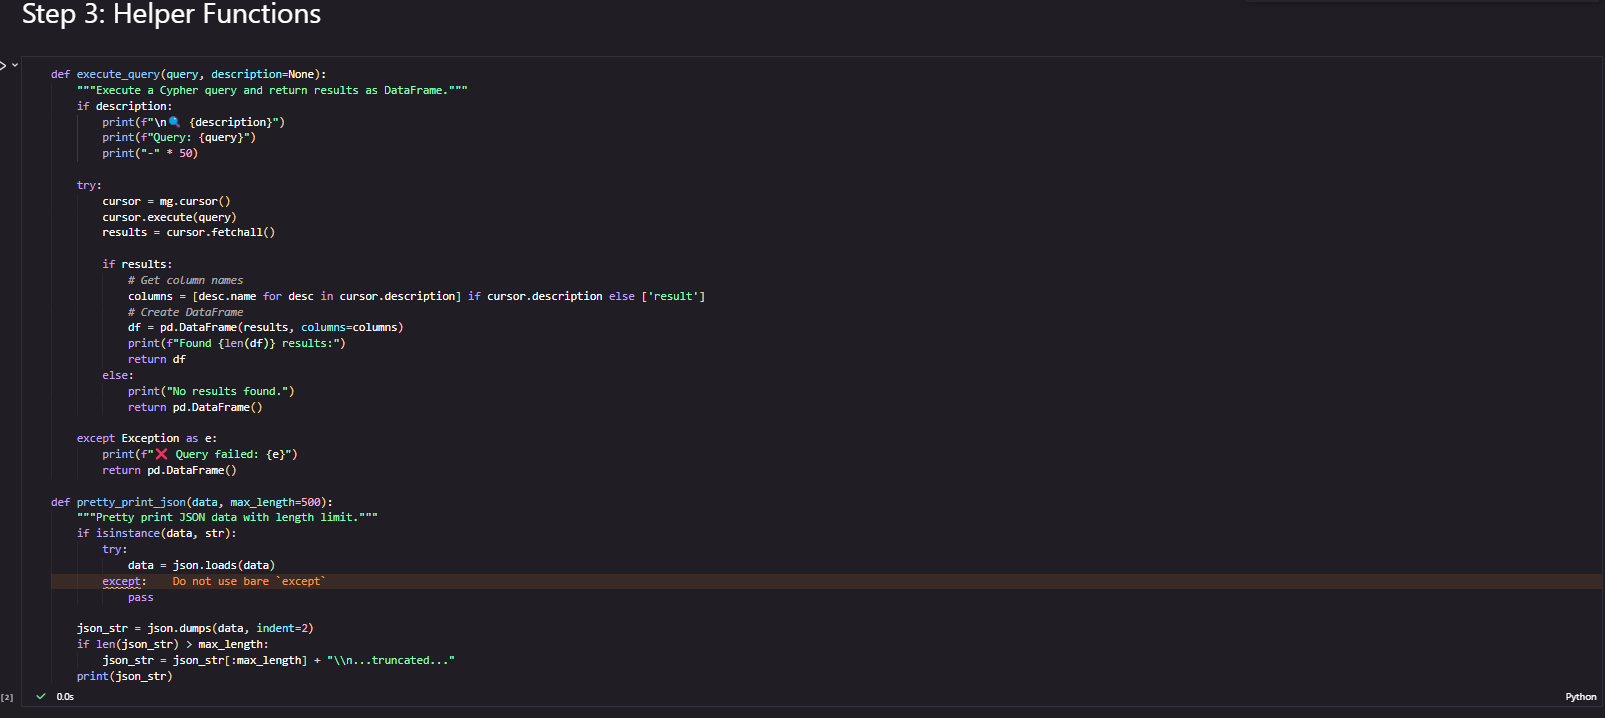 Step 3: Helper Functions
def execute_query(query, description=None):
"""Execute a Cypher query and return results as DataFrame."""
if description:
print(f"\n🔍 {description}")
print(f"Query: {query}")
print("-" * 50)
try:
cursor = mg.cursor()
cursor.execute(query)
results = cursor.fetchall()
if results:
# Get column names
columns = [desc.name for desc in cursor.description] if cursor.description else ['result']
# Create DataFrame
df = pd.DataFrame(results, columns=columns)
print(f"Found {len(df)} results:")
return df
else:
print("No results found.")
return pd.DataFrame()
except Exception as e:
print(f"❌ Query failed: {e}")
return pd.DataFrame()
def pretty_print_json(data, max_length=500):
"""Pretty print JSON data with length limit."""
if isinstance(data, str):
try:
data = json.loads(data)
except: Do not use bare `except`
pass
json_str = json.dumps(data, indent=2)
if len(json_str) > max_length:
json_str = json_str[:max_length] + "\\n...truncated..."
print(json_str)
[2] ✓ 0.0s Python